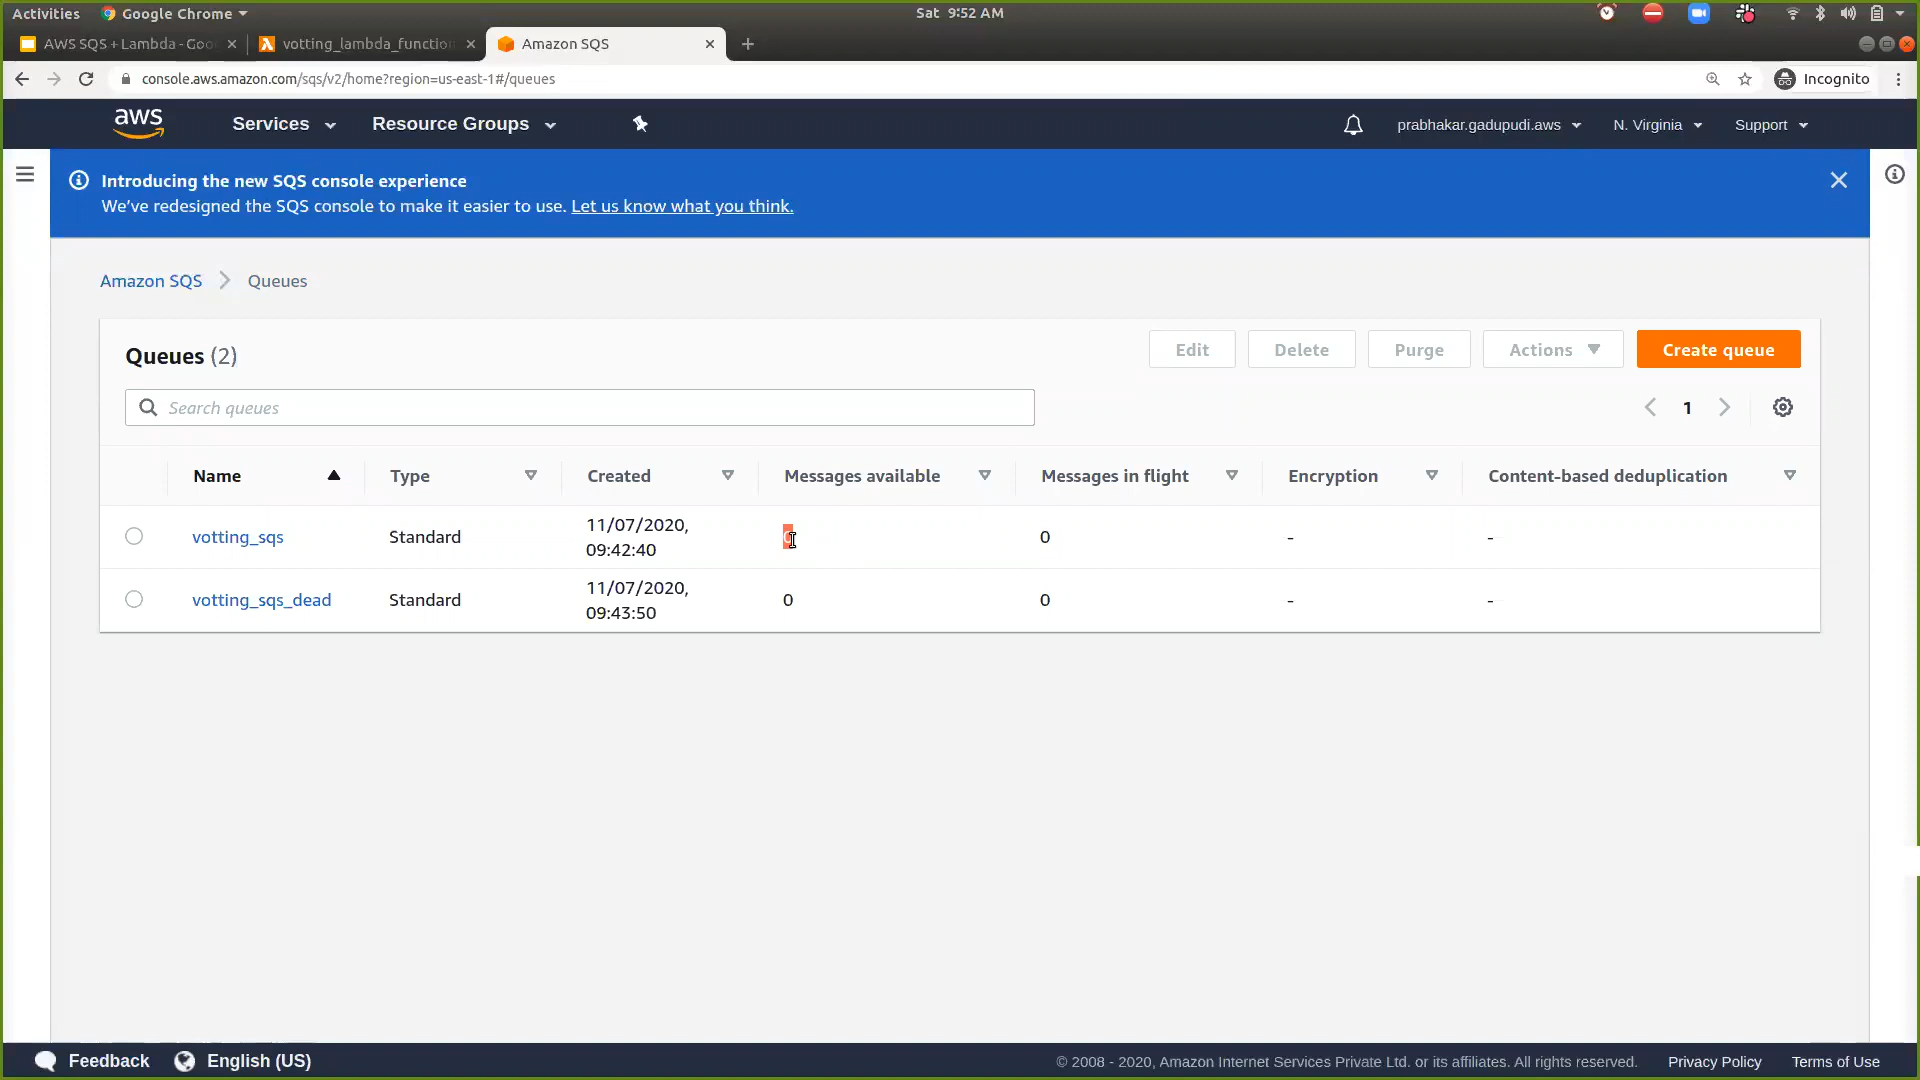 Activities Google Chrome Sat 9:52 AM
AWS SQS + Lambda - Goo votting_lambda_function Amazon SQS
console.aws.amazon.com/sqs/v2/home?region=us-east-1#/queues Incognito
aws Services Resource Groups prabhakar.gadupudi.aws N. Virginia Support
Introducing the new SQS console experience
We've redesigned the SQS console to make it easier to use. Let us know what you think.
Amazon SQS Queues
Queues (2) Edit Delete Purge Actions Create queue
Search queues 1
Name Type Created Messages available Messages in flight Encryption Content-based deduplication
votting_sqs Standard 11/07/2020, 09:42:40 0 0 - -
votting_sqs_dead Standard 11/07/2020, 09:43:50 0 0 - -
Feedback English (US) © 2008 - 2020, Amazon Internet Services Private Ltd. or its affiliates. All rights reserved. Privacy Policy Terms of Use